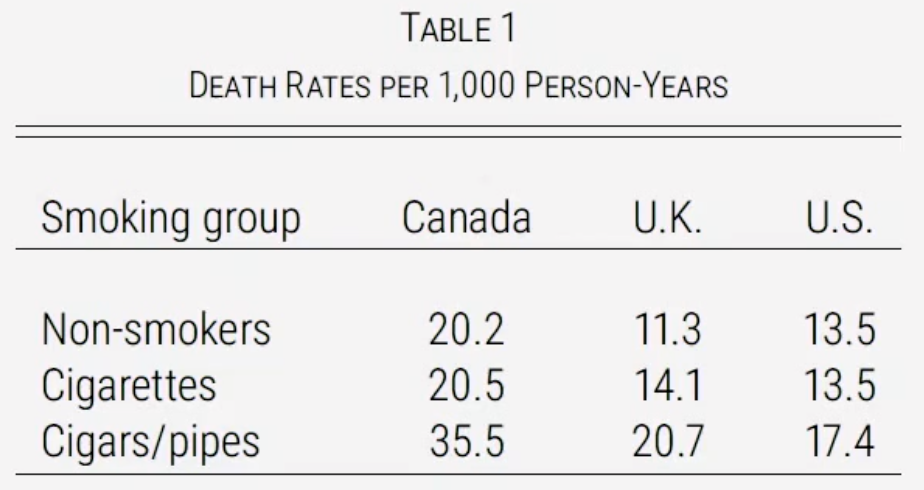 TABLE 1
DEATH RATES PER 1,000 PERSON-YEARS
Smoking group Canada U.K. U.S.
Non-smokers 20.2 11.3 13.5
Cigarettes 20.5 14.1 13.5
Cigars/pipes 35.5 20.7 17.4